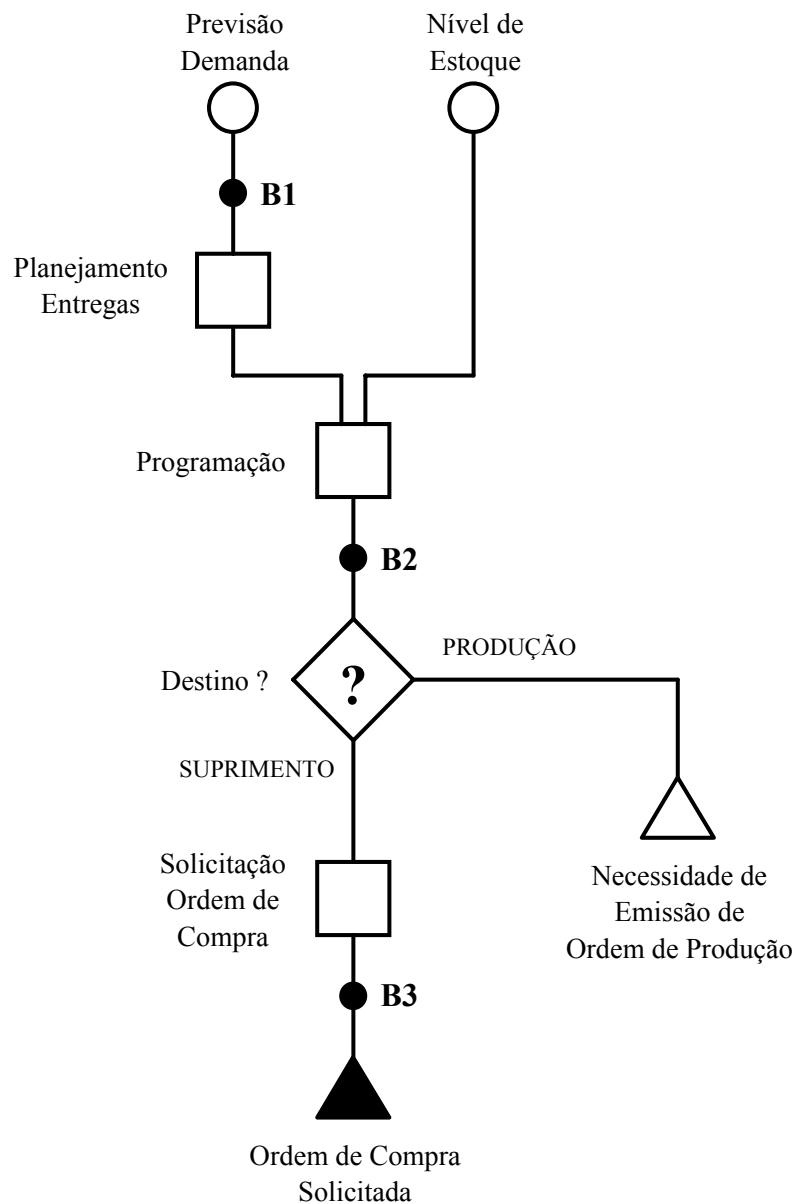 Previsão
Demanda
Nível de
Estoque
B1
Planejamento
Entregas
Programação
B2
PRODUÇÃO
Destino ?
?
SUPRIMENTO
Solicitação
Ordem de
Compra
Necessidade de
Emissão de
Ordem de Produção
B3
Ordem de Compra
Solicitada